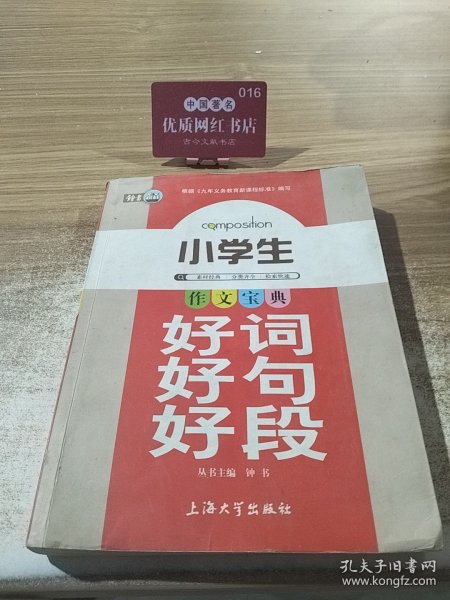 016
中国著名
优质网红书店
古今文献书店
钟书
根据《九年义务教育新课程标准》编写
composition
小学生
素材经典 分类齐全 检索快速
作文宝典
好词
好句
好段
丛书主编 钟书
上海大学出版社
孔夫子旧书网
www.kongfz.com